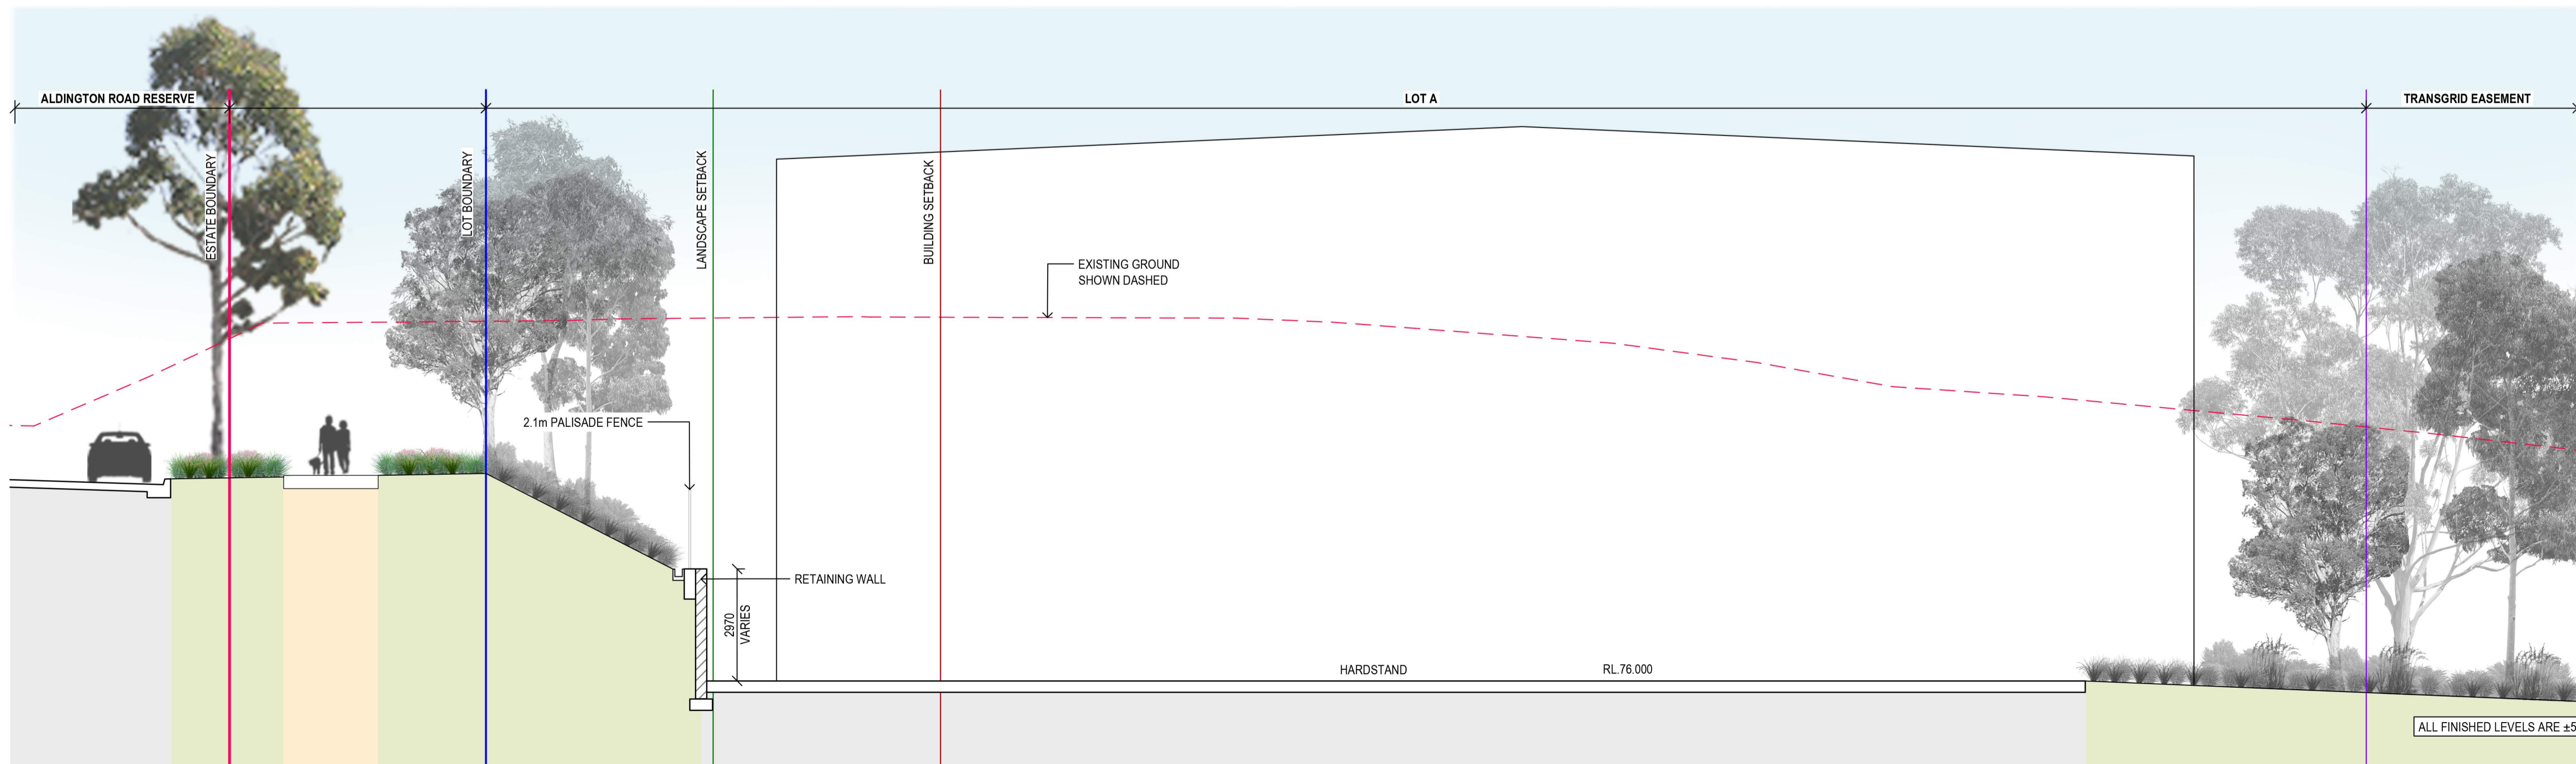 ALDINGTON ROAD RESERVE
LOT A
TRANSGRID EASEMENT
ESTATE BOUNDARY
LOT BOUNDARY
LANDSCAPE SETBACK
BUILDING SETBACK
EXISTING GROUND
SHOWN DASHED
2.1m PALISADE FENCE
RETAINING WALL
2970
VARIES
HARDSTAND
RL.76.000
ALL FINISHED LEVELS ARE ±5